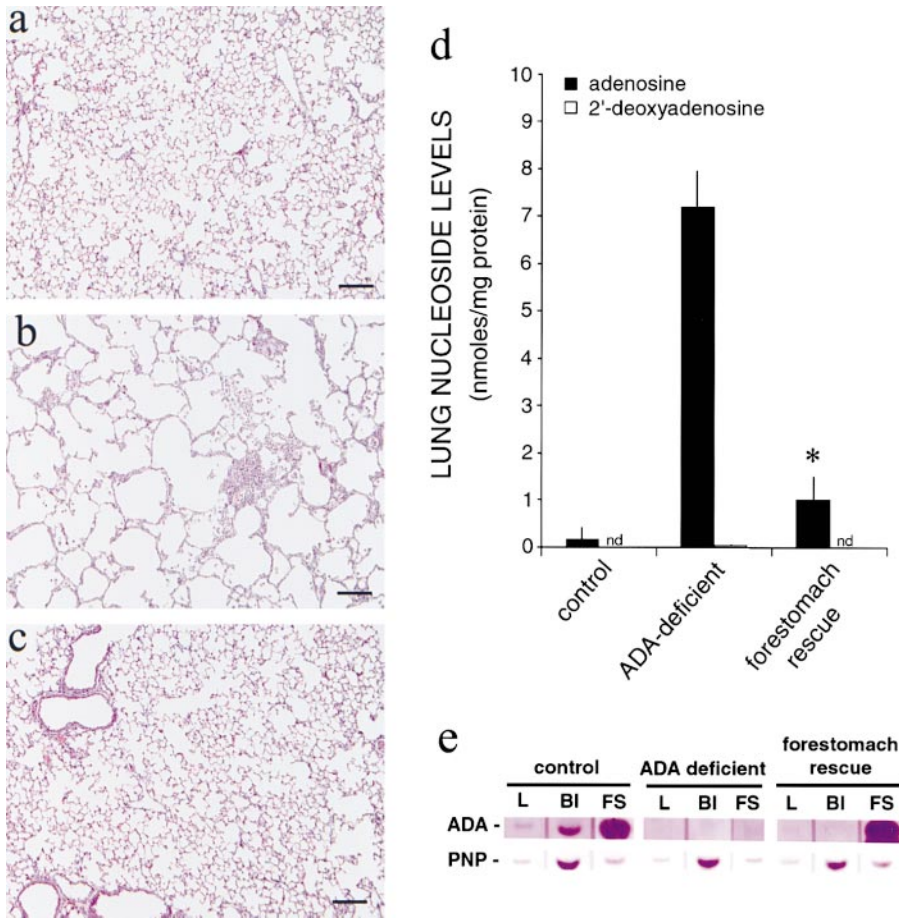 a
b
c
d
LUNG NUCLEOSIDE LEVELS
(nmoles/mg protein)
10
9
8
7
6
5
4
3
2
1
0
adenosine
2'-deoxyadenosine
nd
*
nd
control
ADA-deficient
forestomach
rescue
e
control
ADA deficient
forestomach
rescue
L BI FS L BI FS L BI FS
ADA -
PNP -